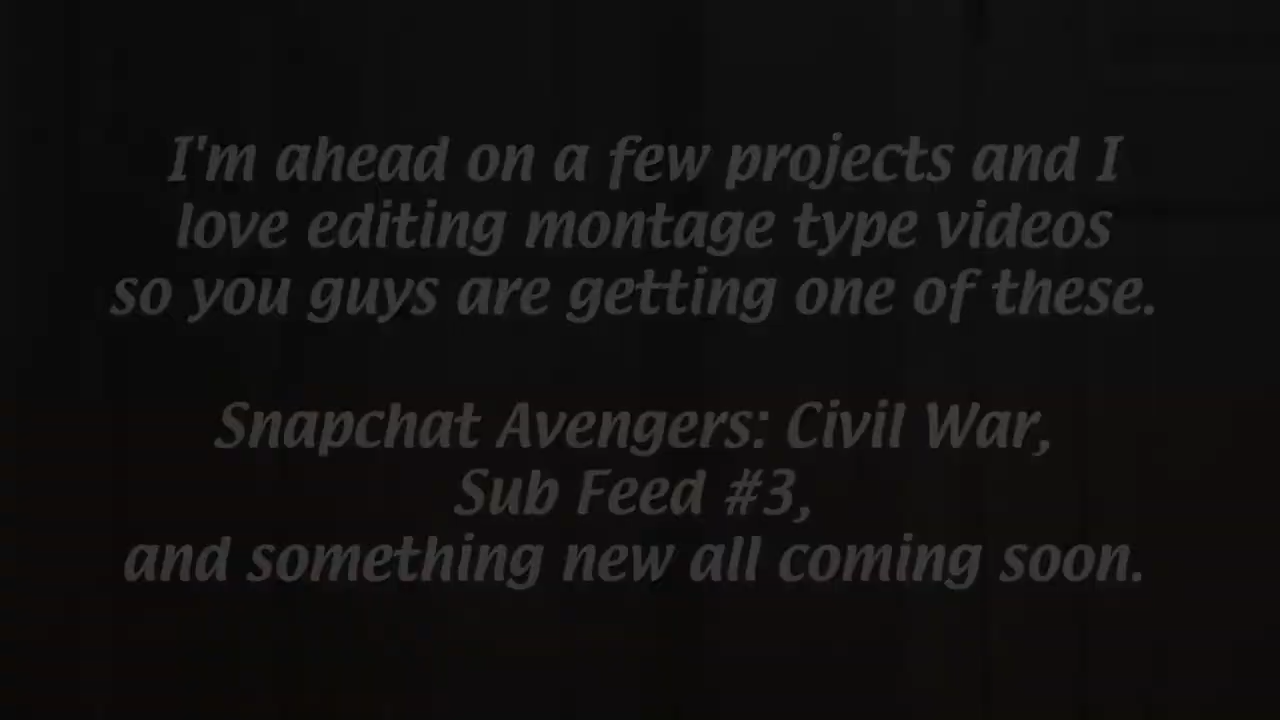 I'm ahead on a few projects and I
love editing montage type videos
so you guys are getting one of these.
Snapchat Avengers: Civil War,
Sub Feed #3,
and something new all coming soon.